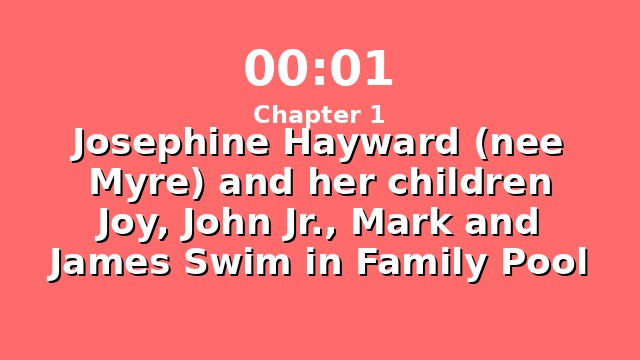 00:01
Chapter 1
Josephine Hayward (nee
Myre) and her children
Joy, John Jr., Mark and
James Swim in Family Pool